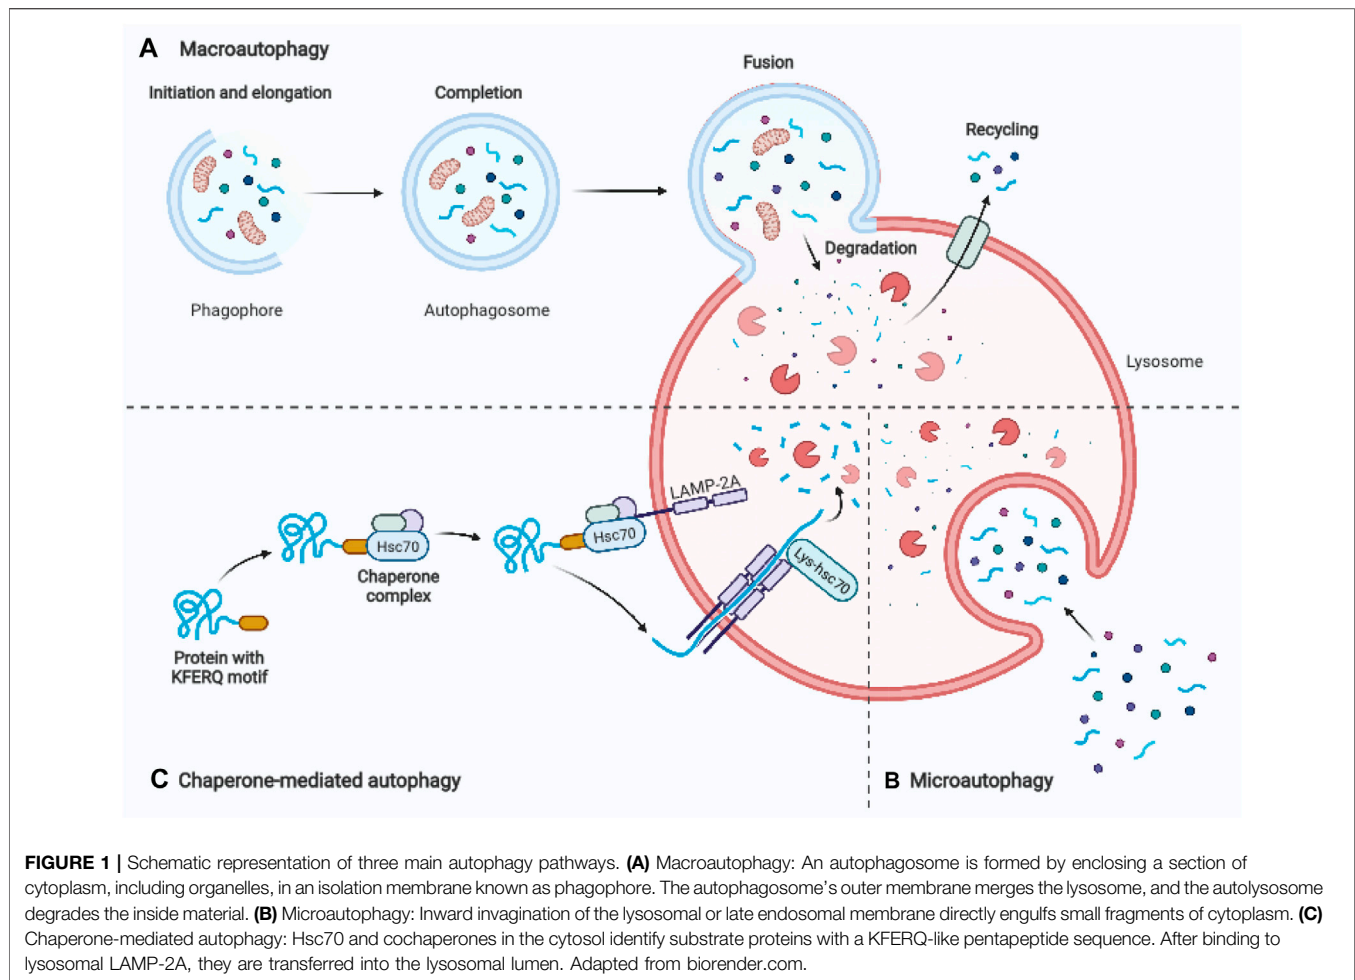 A Macroautophagy
Initiation and elongation
Completion
Fusion
Recycling
Phagophore
Autophagosome
Degradation
Lysosome
LAMP-2A
Hsc70
Hsc70
Chaperone
complex
Lys-hsc70
Protein with
KFERQ motif
C Chaperone-mediated autophagy
B Microautophagy
FIGURE 1 | Schematic representation of three main autophagy pathways. (A) Macroautophagy: An autophagosome is formed by enclosing a section of
cytoplasm, including organelles, in an isolation membrane known as phagophore. The autophagosome's outer membrane merges the lysosome, and the autolysosome
degrades the inside material. (B) Microautophagy: Inward invagination of the lysosomal or late endosomal membrane directly engulfs small fragments of cytoplasm. (C)
Chaperone-mediated autophagy: Hsc70 and cochaperones in the cytosol identify substrate proteins with a KFERQ-like pentapeptide sequence. After binding to
lysosomal LAMP-2A, they are transferred into the lysosomal lumen. Adapted from biorender.com.